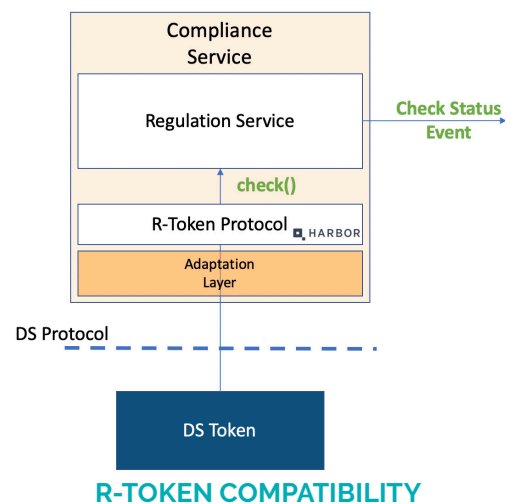 Compliance
Service
Regulation Service
Check Status
Event
check()
R-Token Protocol
HARBOR
Adaptation
Layer
DS Protocol
DS Token
R-TOKEN COMPATIBILITY